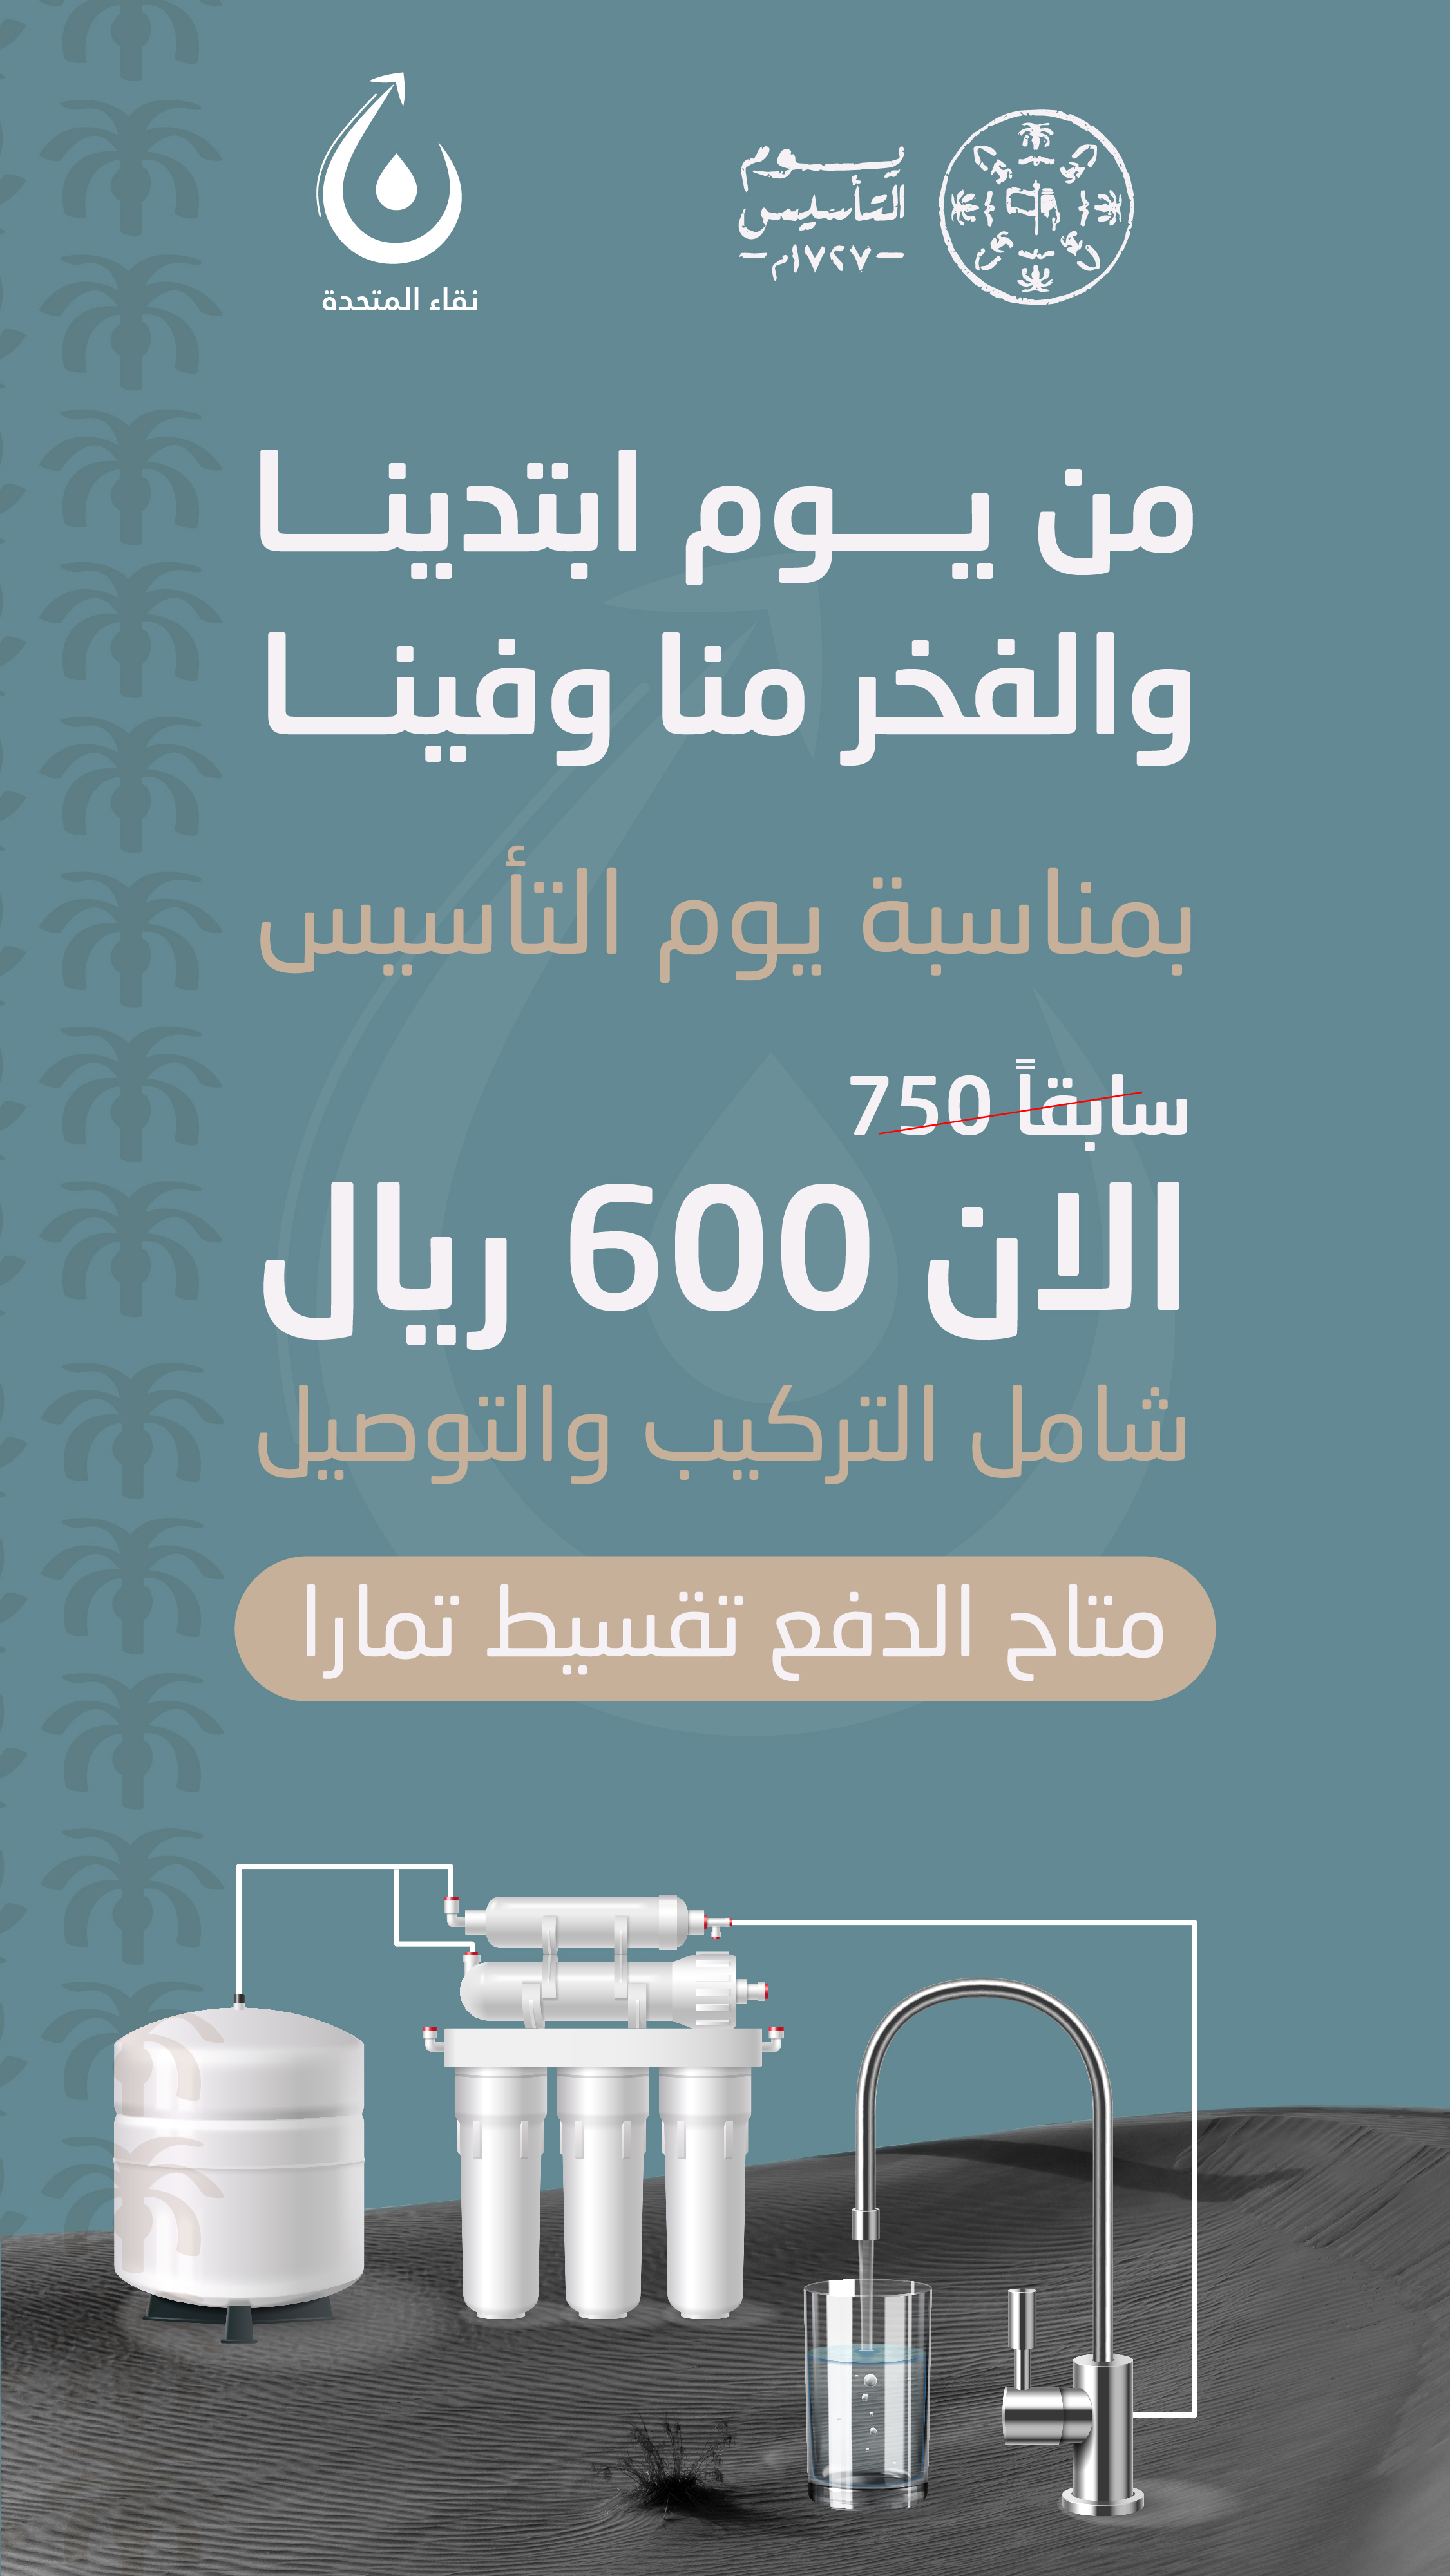 يوم
التأسيس
١٧٢٧م
نقاء المتحدة
من يـــوم ابتدينـــا
والفخر منا وفينـــا
بمناسبة يوم التأسيس
سابقاً 750
الان 600 ريال
شامل التركيب والتوصيل
متاح الدفع تقسيط تمارا